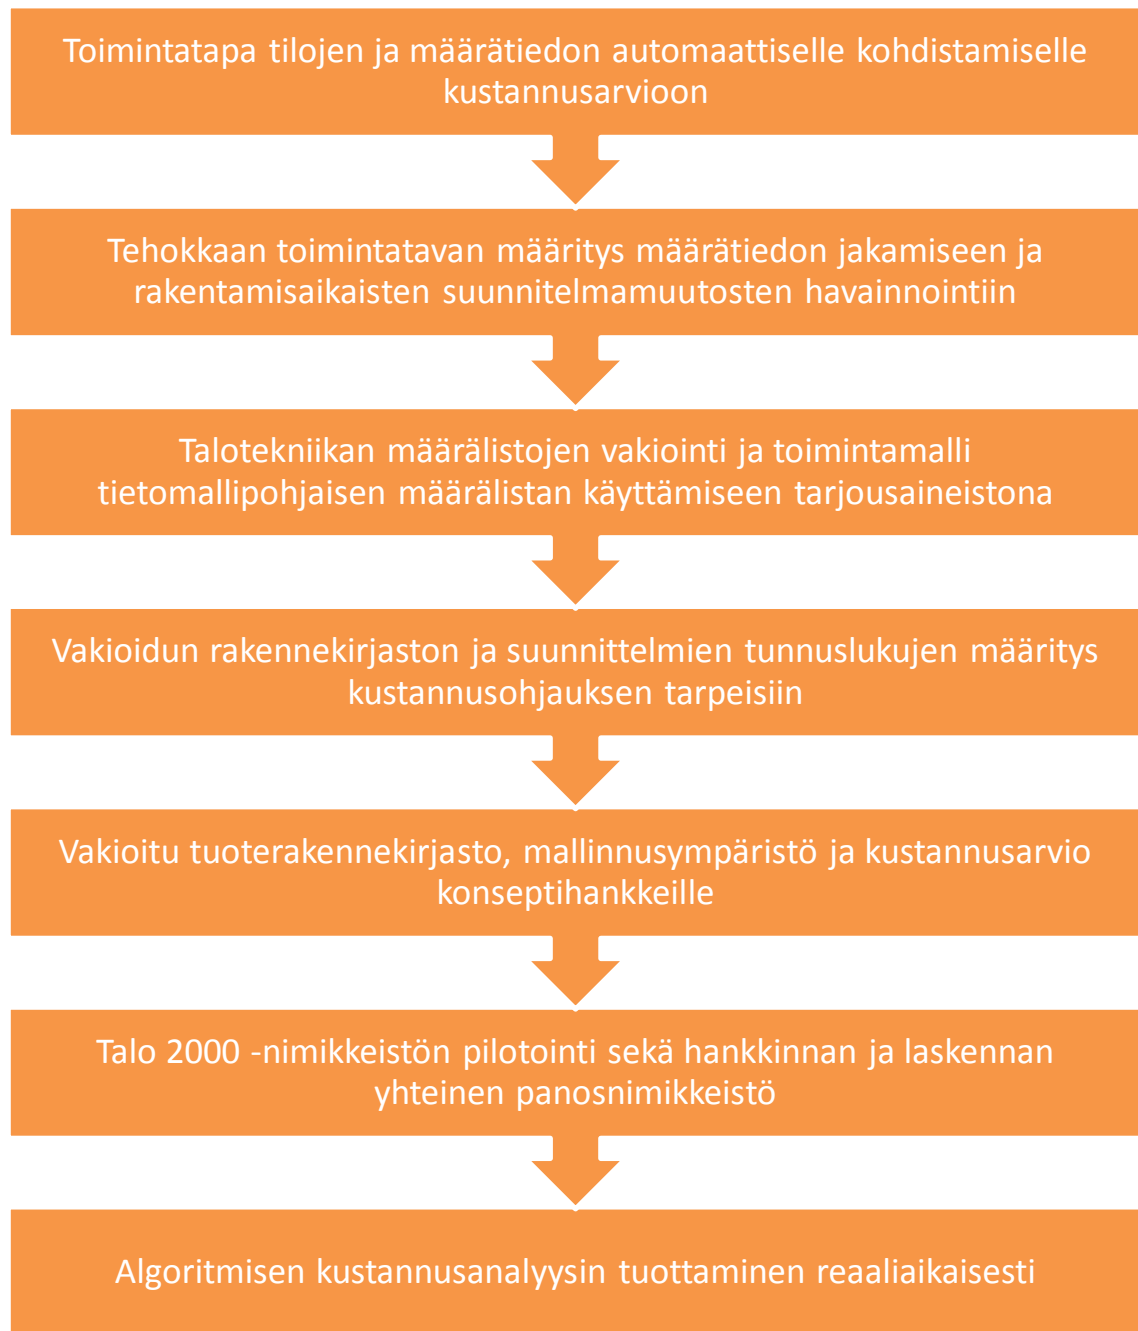 Toimintatapa tilojen ja määrätiedon automaattiselle kohdistamiselle
kustannusarvioon
Tehokkaan toimintatavan määritys määrätiedon jakamiseen ja
rakentamisaikaisten suunnitelmamuutosten havainnointiin
Talotekniikan määrälistojen vakiointi ja toimintamalli
tietomallipohjaisen määrälistan käyttämiseen tarjousaineistona
Vakioidun rakennekirjaston ja suunnittelmien tunnuslukujen määritys
kustannusohjauksen tarpeisiin
Vakioitu tuoterakennekirjasto, mallinnusympäristö ja kustannusarvio
konseptihankkeille
Talo 2000 -nimikkeistön pilotointi sekä hankkinnan ja laskennan
yhteinen panosnimikkeistö
Algoritmisen kustannusanalyysin tuottaminen reaaliaikaisesti